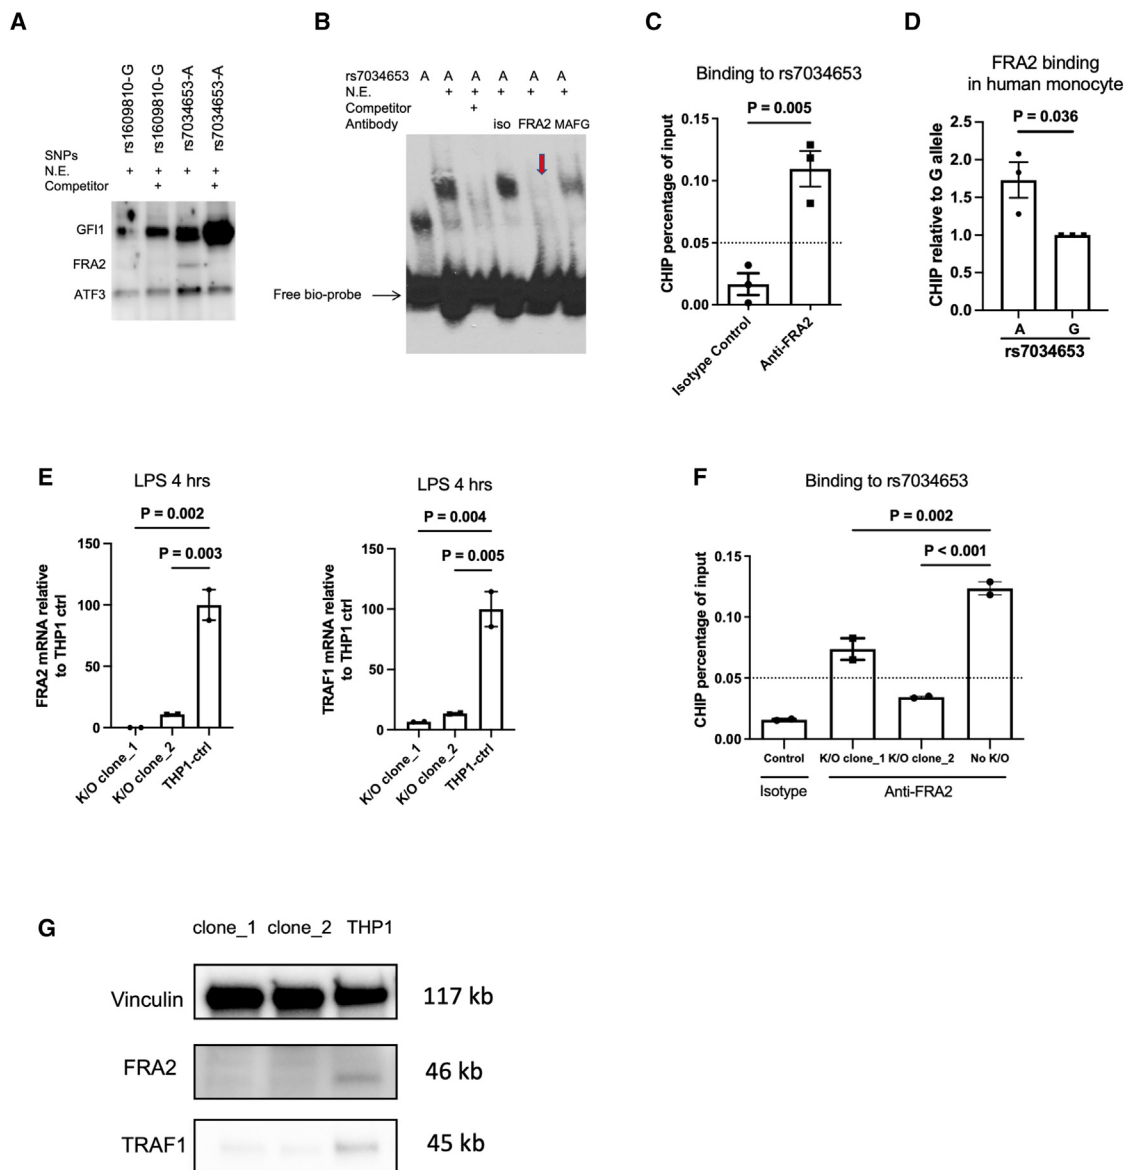 A
rs1609810-G
rs1609810-G
rs7034653-A
rs7034653-A
SNPs
N.E. + + + +
Competitor + +
GFI1
FRA2
ATF3
B
rs7034653 A A A A A A
N.E. + + + + +
Competitor +
Antibody iso FRA2 MAFG
Free bio-probe
C
Binding to rs7034653
P = 0.005
CHIP percentage of input
0.15
0.10
0.05
0.00
Isotype Control
Anti-FRA2
D
FRA2 binding
in human monocyte
P = 0.036
CHIP relative to G allele
2.5
2.0
1.5
1.0
0.5
0.0
A G
rs7034653
E
LPS 4 hrs
P = 0.002
P = 0.003
FRA2 mRNA relative
to THP1 ctrl
150
100
50
0
K/O clone_1
K/O clone_2
THP1-ctrl
LPS 4 hrs
P = 0.004
P = 0.005
TRAF1 mRNA relative
to THP1 ctrl
150
100
50
0
K/O clone_1
K/O clone_2
THP1-ctrl
F
Binding to rs7034653
P = 0.002
P < 0.001
CHIP percentage of input
0.15
0.10
0.05
0.00
Control K/O clone_1 K/O clone_2 No K/O
Isotype Anti-FRA2
G
clone_1 clone_2 THP1
Vinculin 117 kb
FRA2 46 kb
TRAF1 45 kb